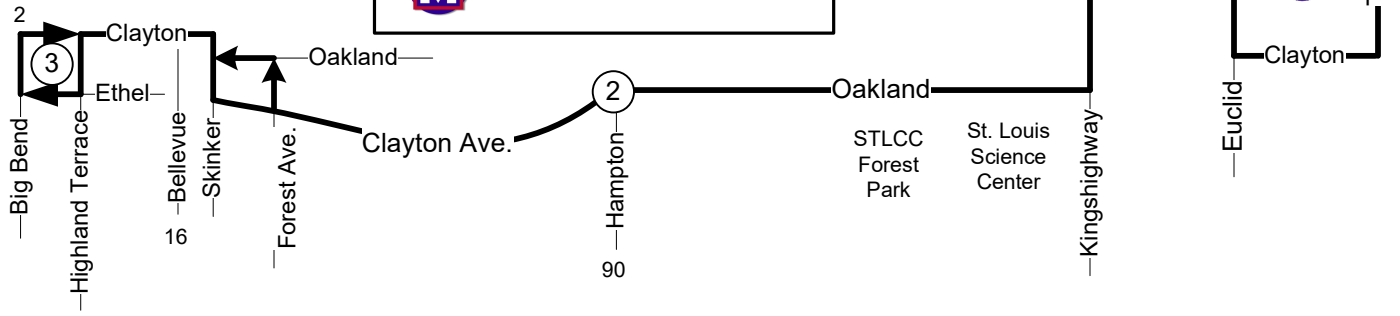 2
Clayton
3
Oakland
Ethel
Big Bend
Highland Terrace
Bellevue
16
Skinker
Forest Ave.
Clayton Ave.
2
Hampton
90
Oakland
STLCC
Forest
Park
St. Louis
Science
Center
Kingshighway
Clayton
Euclid